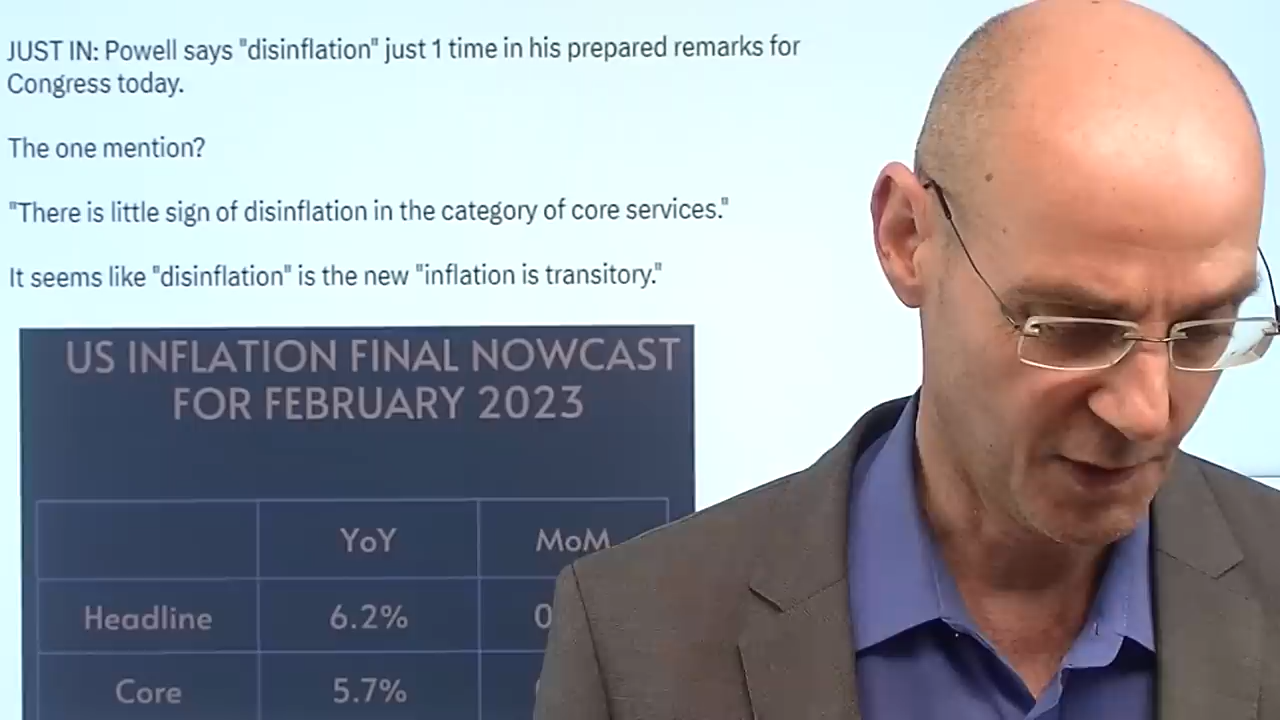 JUST IN: Powell says "disinflation" just 1 time in his prepared remarks for
Congress today.
The one mention?
"There is little sign of disinflation in the category of core services."
It seems like "disinflation" is the new "inflation is transitory."
US INFLATION FINAL NOWCAST
FOR FEBRUARY 2023
YoY MoM
Headline 6.2% 0
Core 5.7%